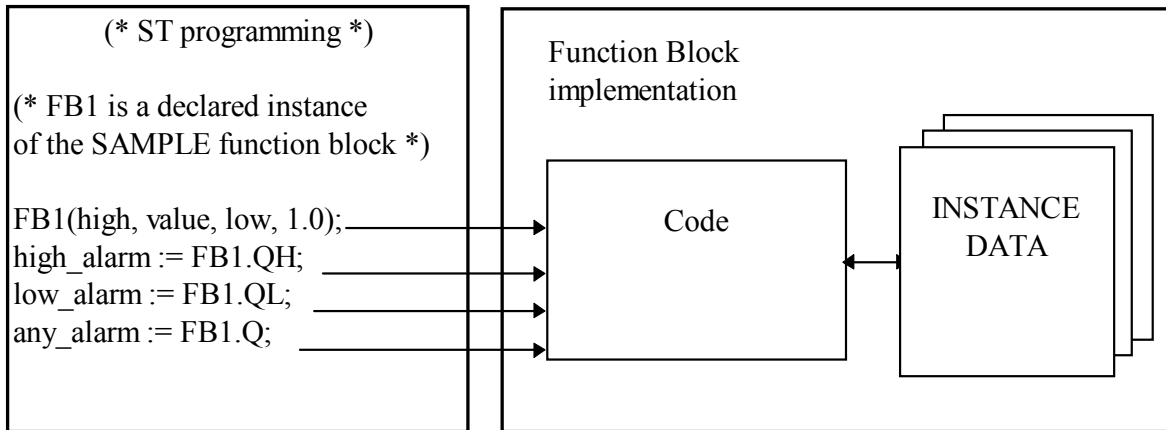 (* ST programming *)
(* FB1 is a declared instance
of the SAMPLE function block *)
FB1(high, value, low, 1.0);
high_alarm := FB1.QH;
low_alarm := FB1.QL;
any_alarm := FB1.Q;
Function Block
implementation
Code
INSTANCE
DATA